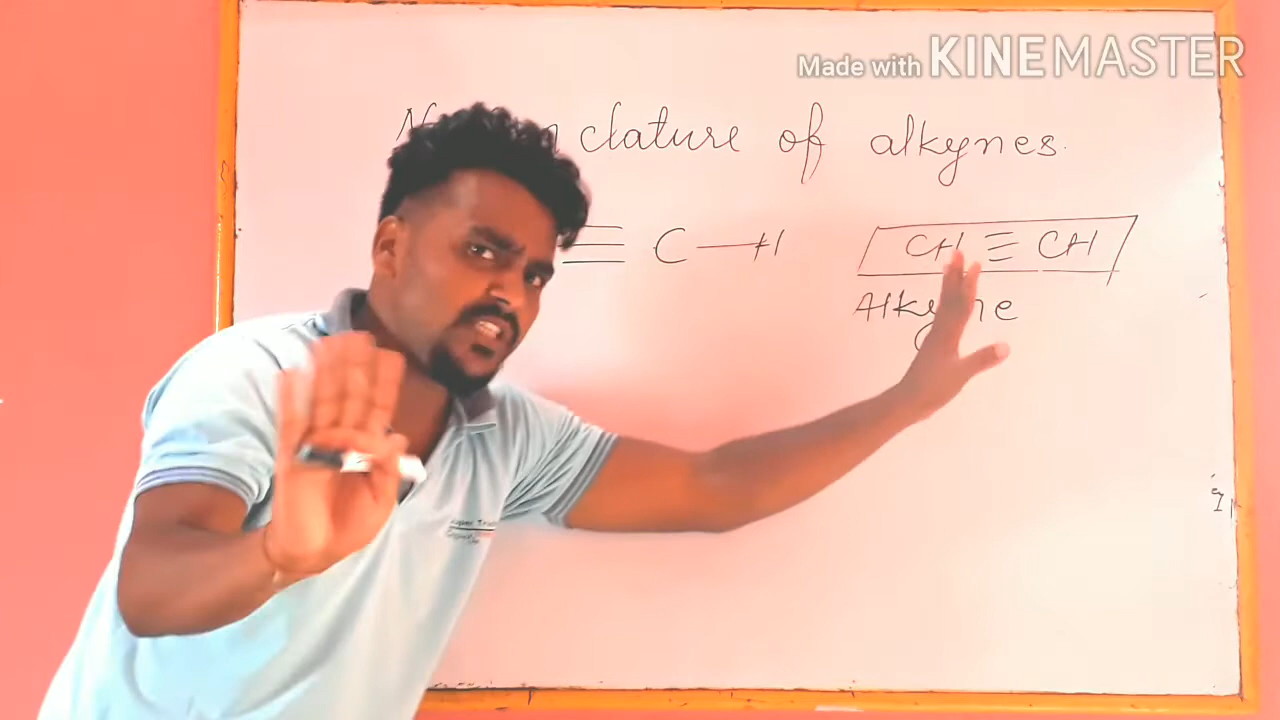 Made with KINEMASTER
clature of alkynes.
≡ C — H
CH ≡ CH